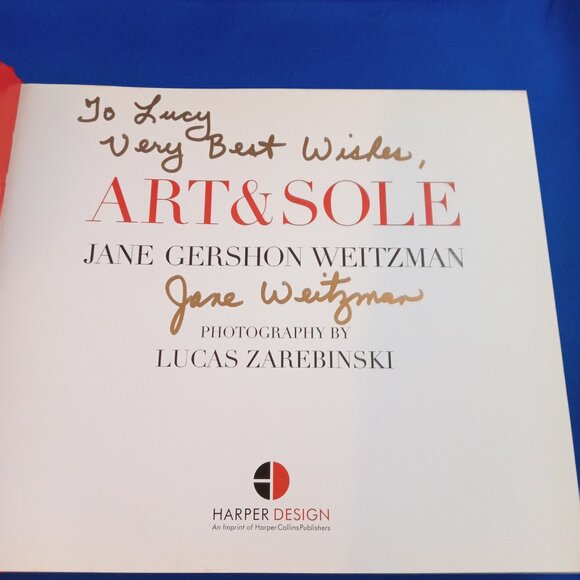 To Lucy
Very Best Wishes,
ART & SOLE
JANE GERSHON WEITZMAN
Jane Weitzman
PHOTOGRAPHY BY
LUCAS ZAREBINSKI
HARPER DESIGN
An Imprint of HarperCollinsPublishers